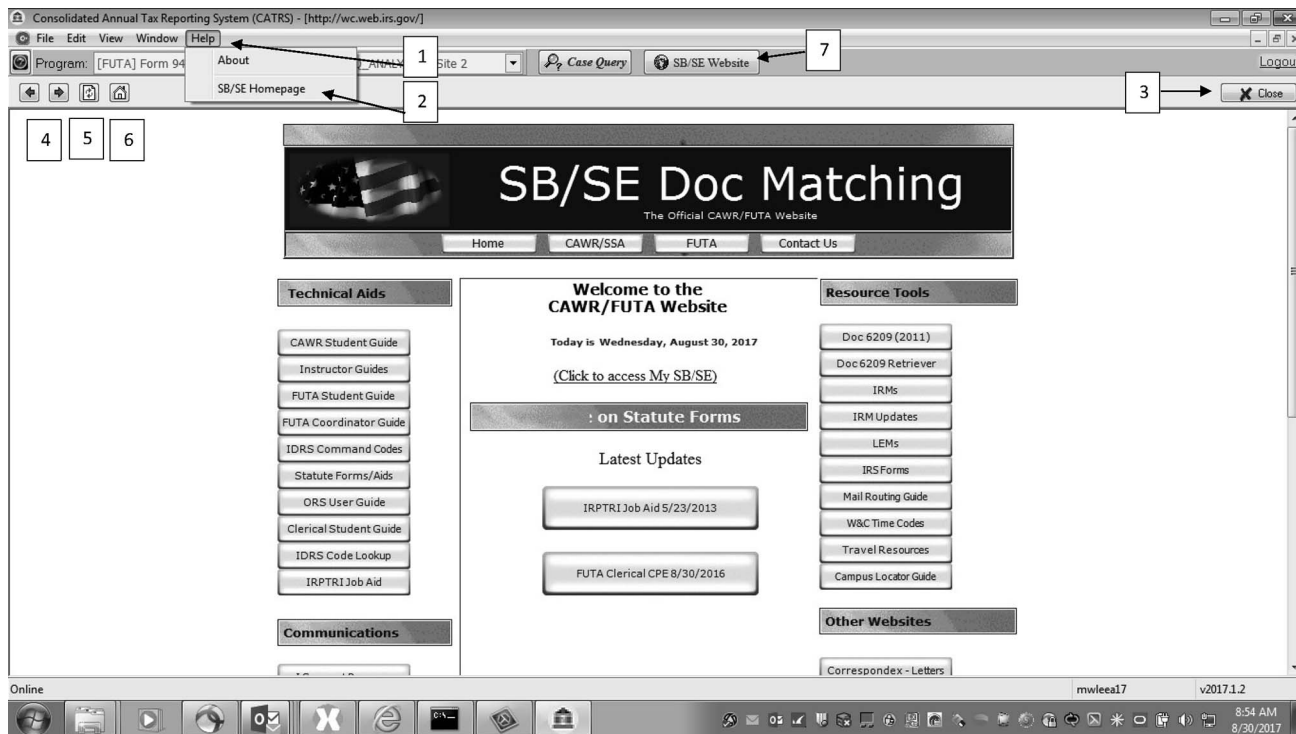 Consolidated Annual Tax Reporting System (CATRS) - [http://wc.web.irs.gov/]
File Edit View Window Help
1
7
Program: [FUTA] Form 94
About
Site 2
Case Query
SB/SE Website
Logou
SB/SE Homepage
2
3
Close
4
5
6
SB/SE Doc Matching
The Official CAWR/FUTA Website
Home
CAWR/SSA
FUTA
Contact Us
Technical Aids
CAWR Student Guide
Instructor Guides
FUTA Student Guide
FUTA Coordinator Guide
IDRS Command Codes
Statute Forms/Aids
ORS User Guide
Clerical Student Guide
IDRS Code Lookup
IRPTRI Job Aid
Communications
Welcome to the
CAWR/FUTA Website
Today is Wednesday, August 30, 2017
(Click to access My SB/SE)
: on Statute Forms
Latest Updates
IRPTRI Job Aid 5/23/2013
FUTA Clerical CPE 8/30/2016
Resource Tools
Doc 6209 (2011)
Doc 6209 Retriever
IRMs
IRM Updates
LEMs
IRS Forms
Mail Routing Guide
W&C Time Codes
Travel Resources
Campus Locator Guide
Other Websites
Correspondex - Letters
Online
mwleea17
v2017.1.2
8:54 AM
8/30/2017